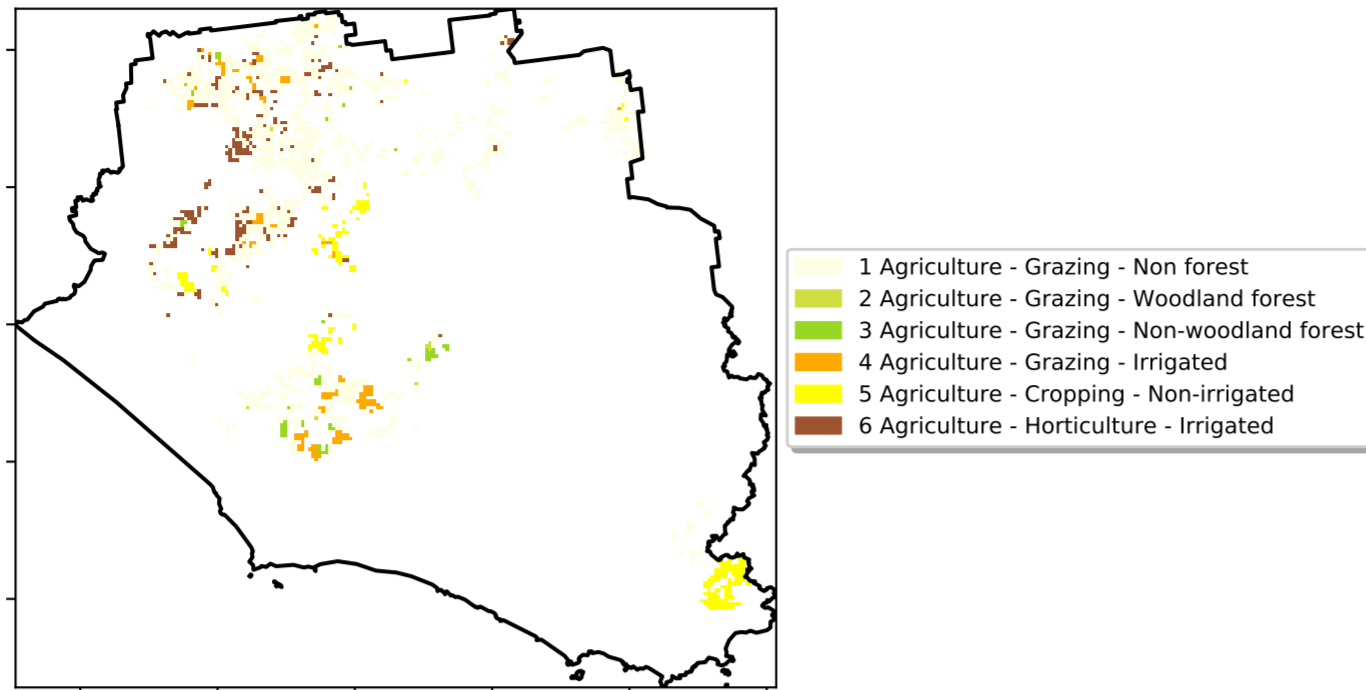 1 Agriculture - Grazing - Non forest
2 Agriculture - Grazing - Woodland forest
3 Agriculture - Grazing - Non-woodland forest
4 Agriculture - Grazing - Irrigated
5 Agriculture - Cropping - Non-irrigated
6 Agriculture - Horticulture - Irrigated